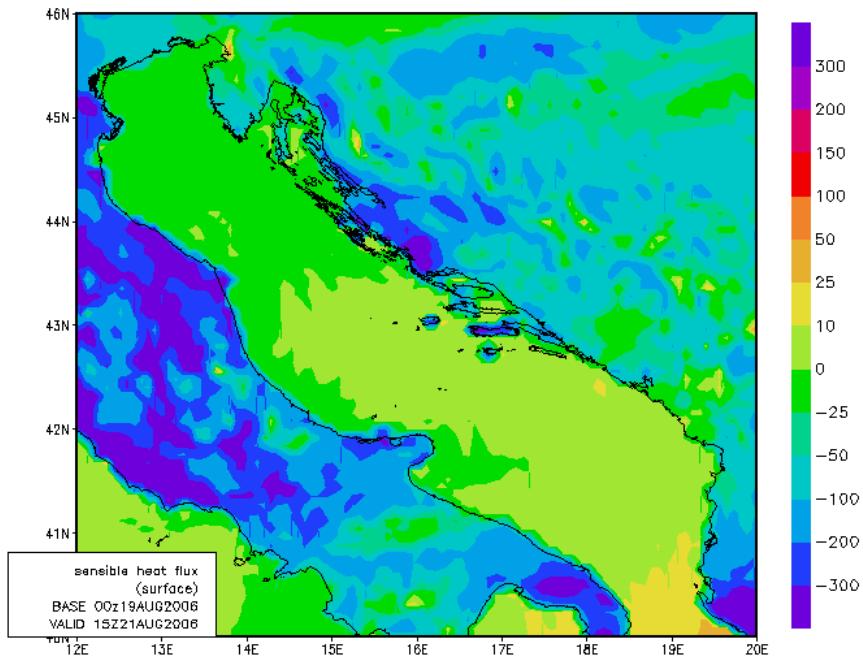 46N
45N
44N
43N
42N
41N
40N
12E 13E 14E 15E 16E 17E 18E 19E 20E
sensible heat flux
(surface)
BASE 00z19AUG2006
VALID 15Z21AUG2006
300
200
150
100
50
25
10
0
−25
−50
−100
−200
−300